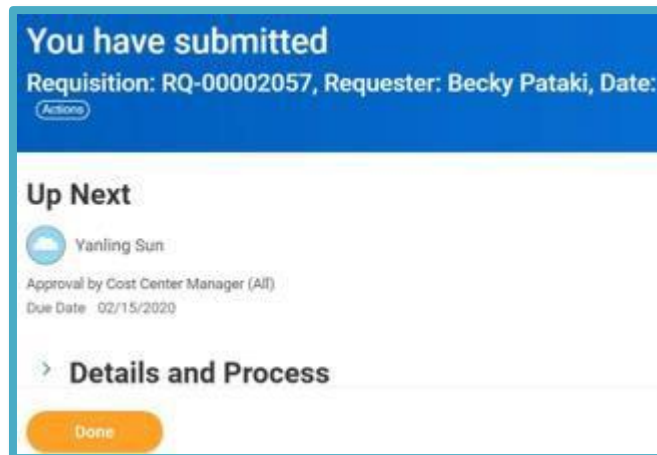 You have submitted
Requisition: RQ-00002057, Requester: Becky Pataki, Date:
Actions
Up Next
Yanling Sun
Approval by Cost Center Manager (All)
Due Date 02/15/2020
Details and Process
Done